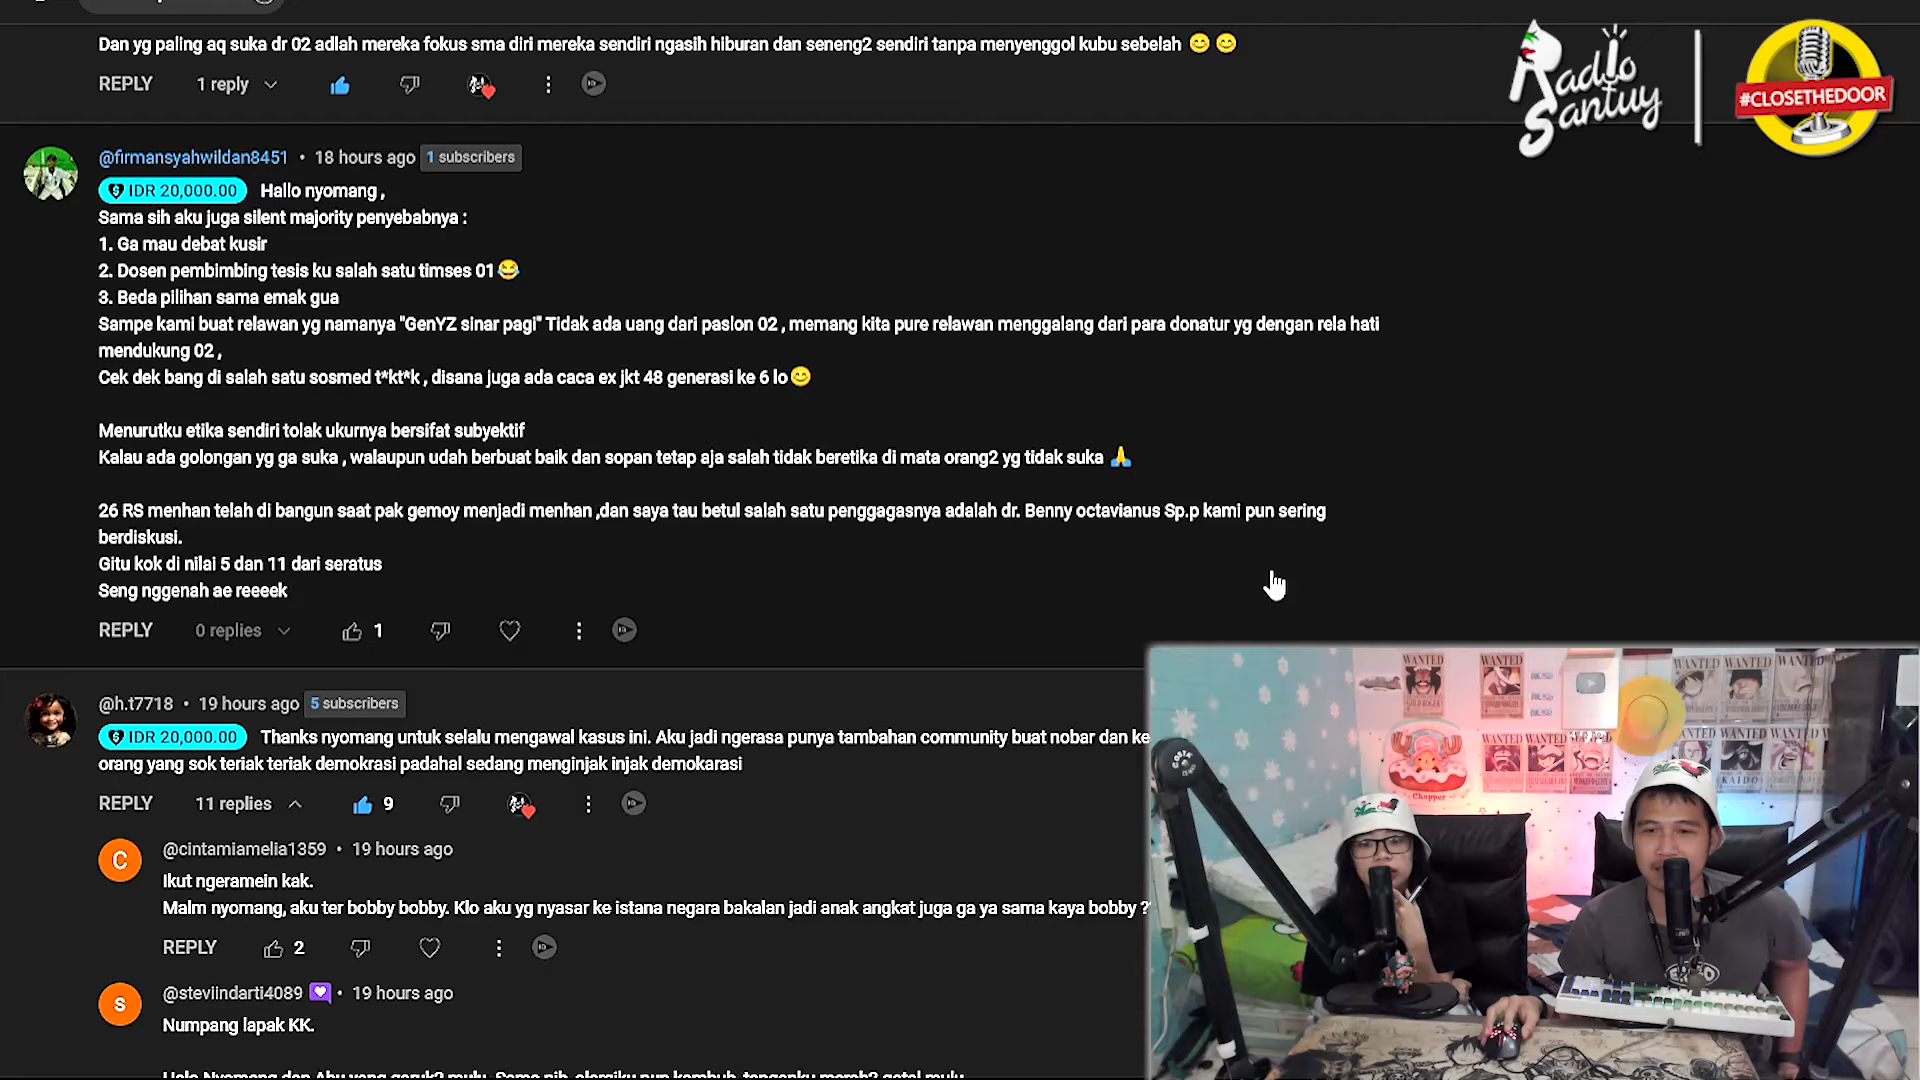 Dan yg paling aq suka dr 02 adlah mereka fokus sma diri mereka sendiri ngasih hiburan dan seneng2 sendiri tanpa menyenggol kubu sebelah 😊 😊
REPLY 1 reply
Radio Santuy
#CLOSETHEDOOR
@firmansyahwildan8451 • 18 hours ago 1 subscribers
IDR 20,000.00 Hallo nyomang ,
Sama sih aku juga silent majority penyebabnya :
1. Ga mau debat kusir
2. Dosen pembimbing tesis ku salah satu timses 01😂
3. Beda pilihan sama emak gua
Sampe kami buat relawan yg namanya "GenYZ sinar pagi" Tidak ada uang dari paslon 02 , memang kita pure relawan menggalang dari para donatur yg dengan rela hati
mendukung 02 ,
Cek dek bang di salah satu sosmed t*kt*k , disana juga ada caca ex jkt 48 generasi ke 6 lo😊
Menurutku etika sendiri tolak ukurnya bersifat subyektif
Kalau ada golongan yg ga suka , walaupun udah berbuat baik dan sopan tetap aja salah tidak beretika di mata orang2 yg tidak suka 🙏
26 RS menhan telah di bangun saat pak gemoy menjadi menhan ,dan saya tau betul salah satu penggagasnya adalah dr. Benny octavianus Sp.p kami pun sering
berdiskusi.
Gitu kok di nilai 5 dan 11 dari seratus
Seng nggenah ae reeeek
REPLY 0 replies 1
@h.t7718 • 19 hours ago 5 subscribers
IDR 20,000.00 Thanks nyomang untuk selalu mengawal kasus ini. Aku jadi ngerasa punya tambahan community buat nobar dan ke
orang yang sok teriak teriak demokrasi padahal sedang menginjak injak demokarasi
REPLY 11 replies 9
C
@cintamiamelia1359 • 19 hours ago
Ikut ngeramein kak.
Malm nyomang, aku ter bobby bobby. Klo aku yg nyasar ke istana negara bakalan jadi anak angkat juga ga ya sama kaya bobby ?
REPLY 2
S
@steviindarti4089 • 19 hours ago
Numpang lapak KK.
WANTED WANTED WANTED WANTED
Chopper
KAIDO